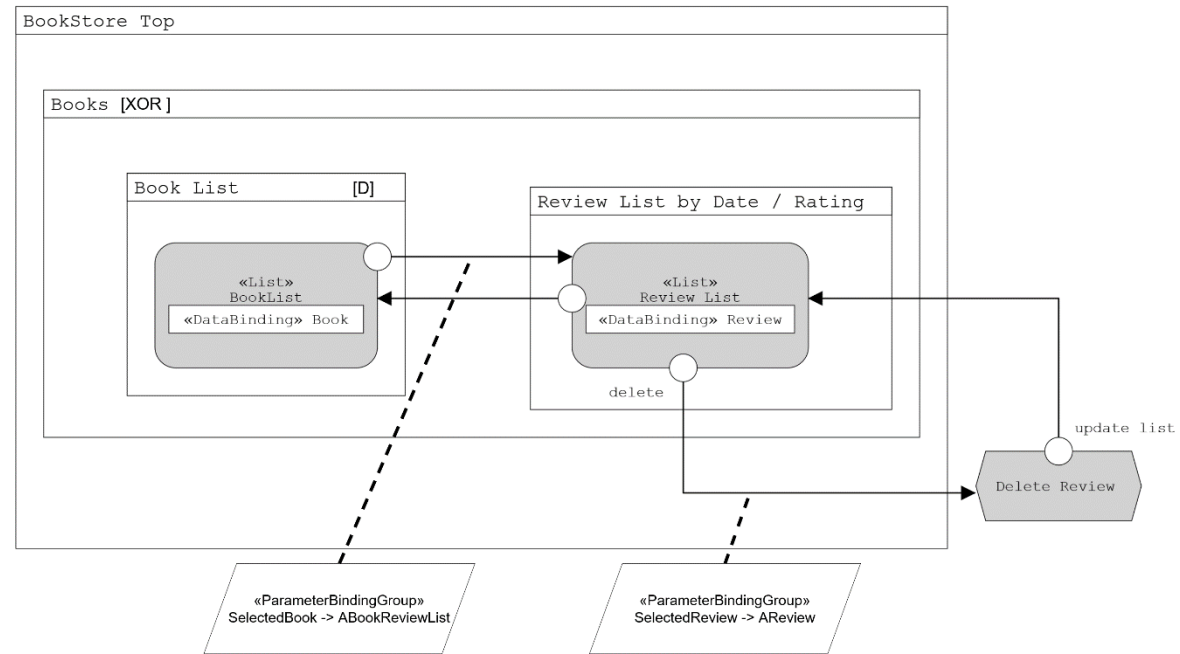 BookStore Top
Books [XOR ]
Book List [D]
Review List by Date / Rating
«List»
BookList
«DataBinding» Book
«List»
Review List
«DataBinding» Review
delete
update list
Delete Review
«ParameterBindingGroup»
SelectedBook -> ABookReviewList
«ParameterBindingGroup»
SelectedReview -> AReview